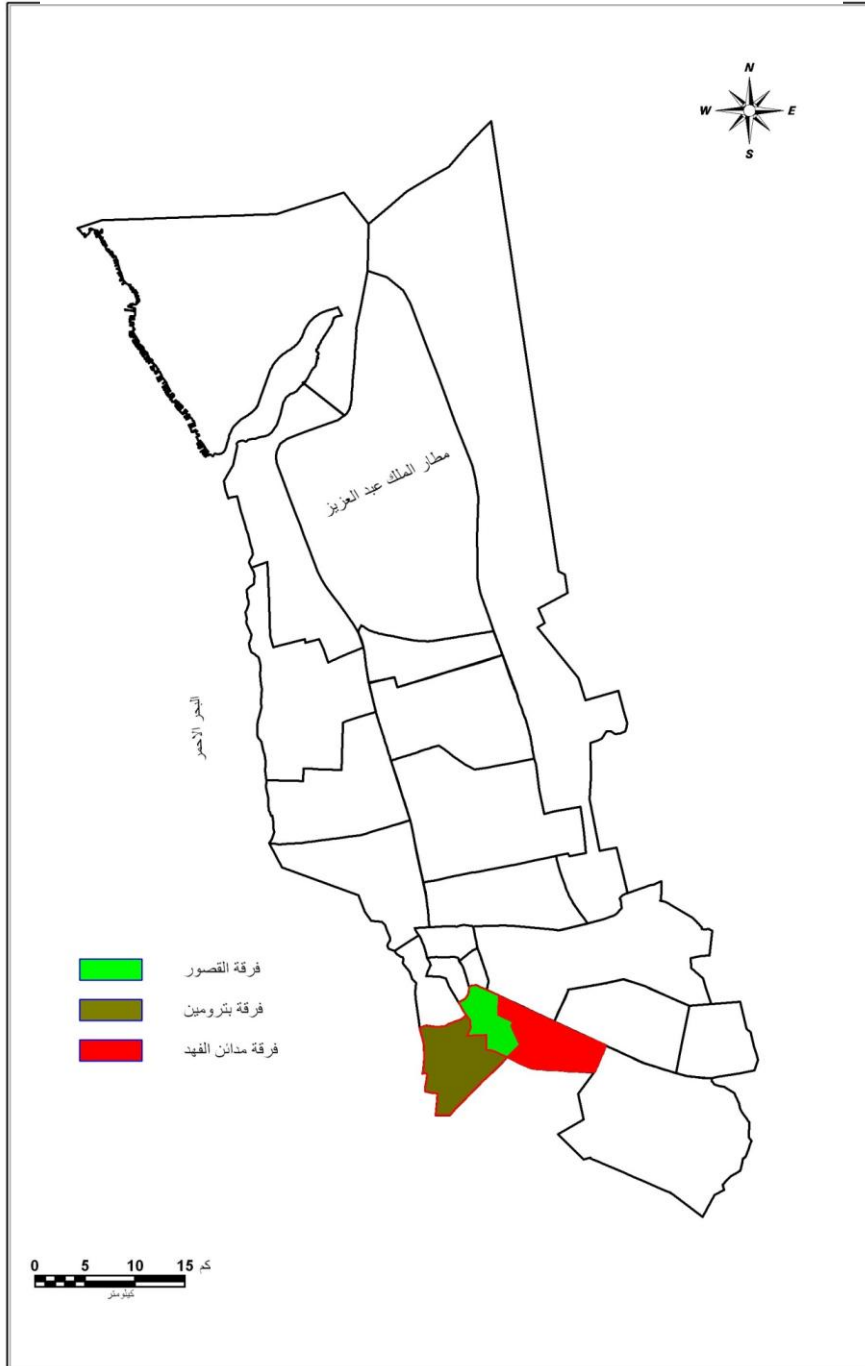 N
W E
S
مطار الملك عبد العزيز
البحر الاحمر
فرقة القصور
فرقة بترومين
فرقة مدائن الفهد
0 5 10 15 كم
كيلومتر